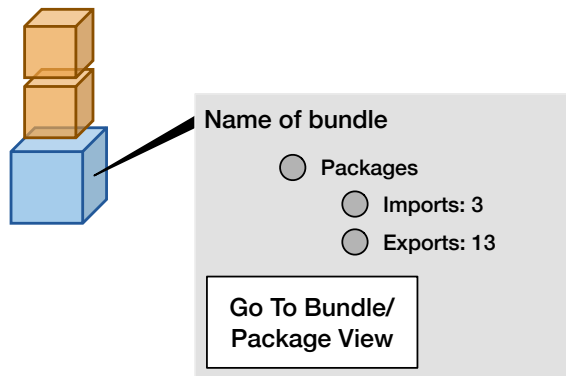 Name of bundle
Packages
Imports: 3
Exports: 13
Go To Bundle/
Package View